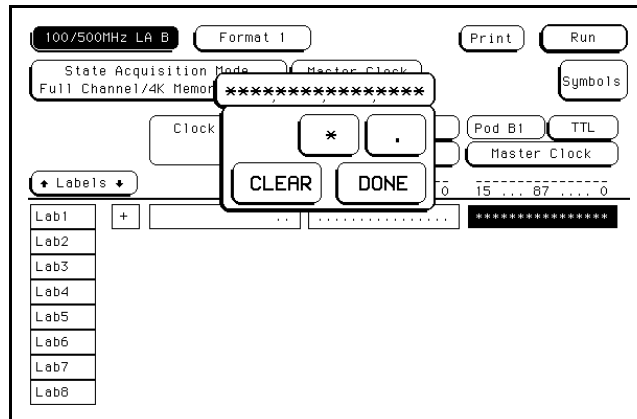 100/500MHz LA B Format 1 Print Run
State Acquisition Mode Master Clock
Full Channel/4K Symbols
****,****,****,****
Clock * . Pod B1 TTL
Master Clock
↑ Labels ↓ CLEAR DONE 0 15 ... 87 .... 0
Lab1 + .. ................ ****************
Lab2
Lab3
Lab4
Lab5
Lab6
Lab7
Lab8